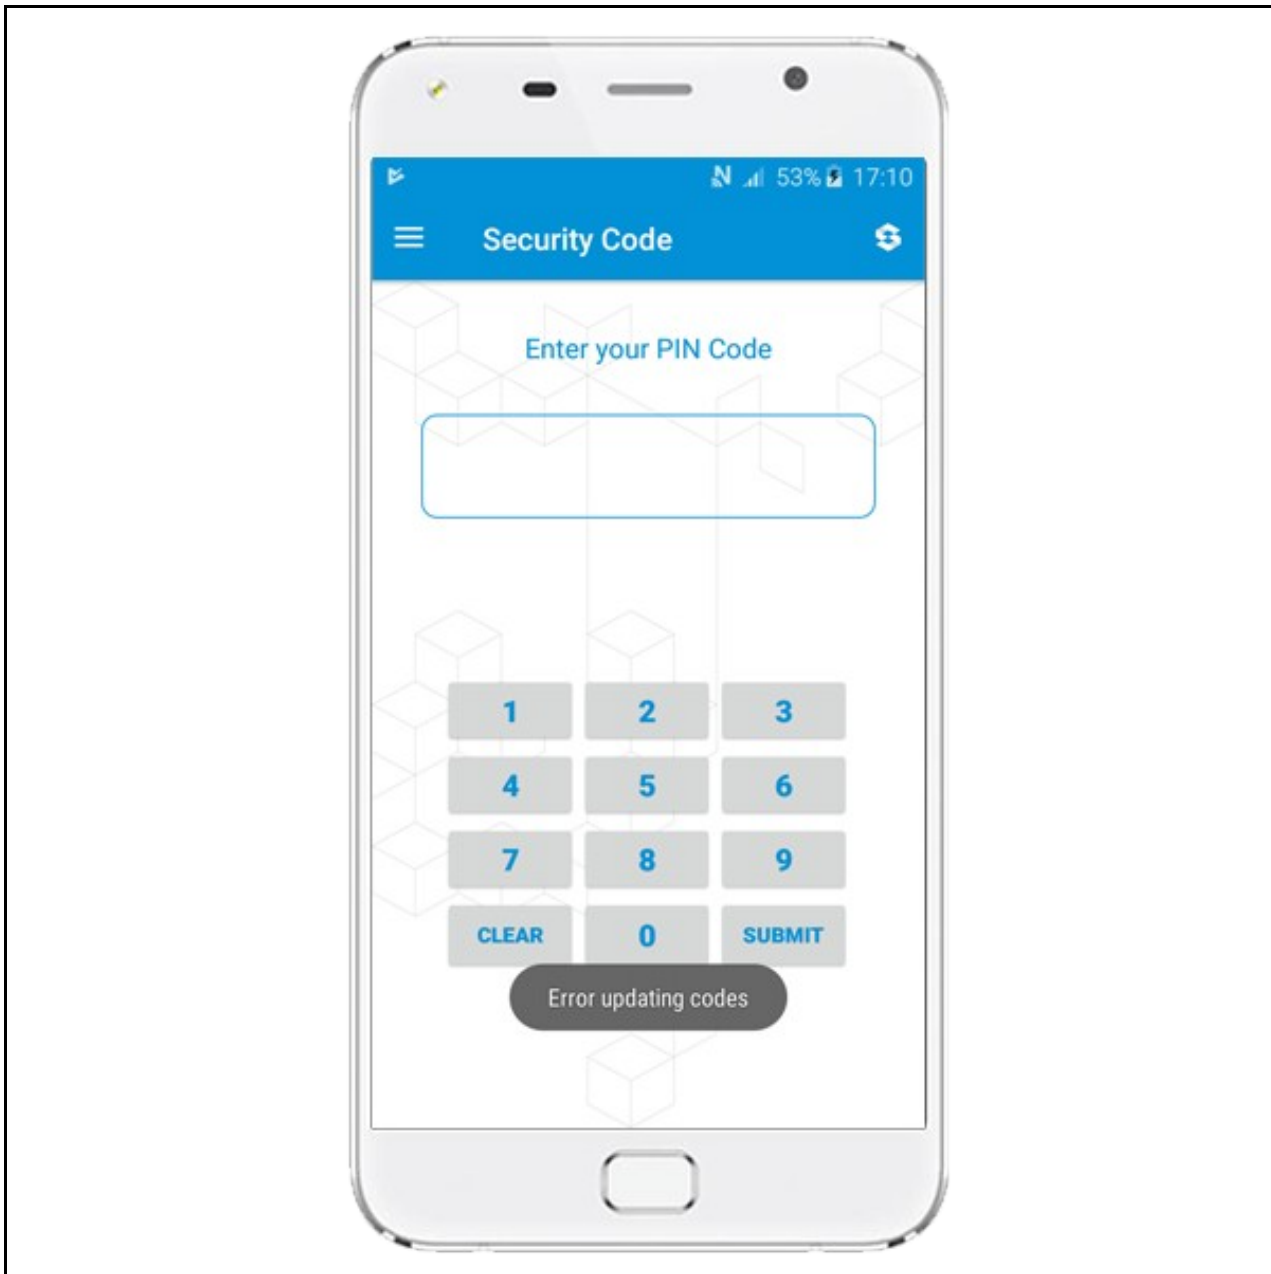 53% 17:10
Security Code
Enter your PIN Code
1 2 3
4 5 6
7 8 9
CLEAR 0 SUBMIT
Error updating codes